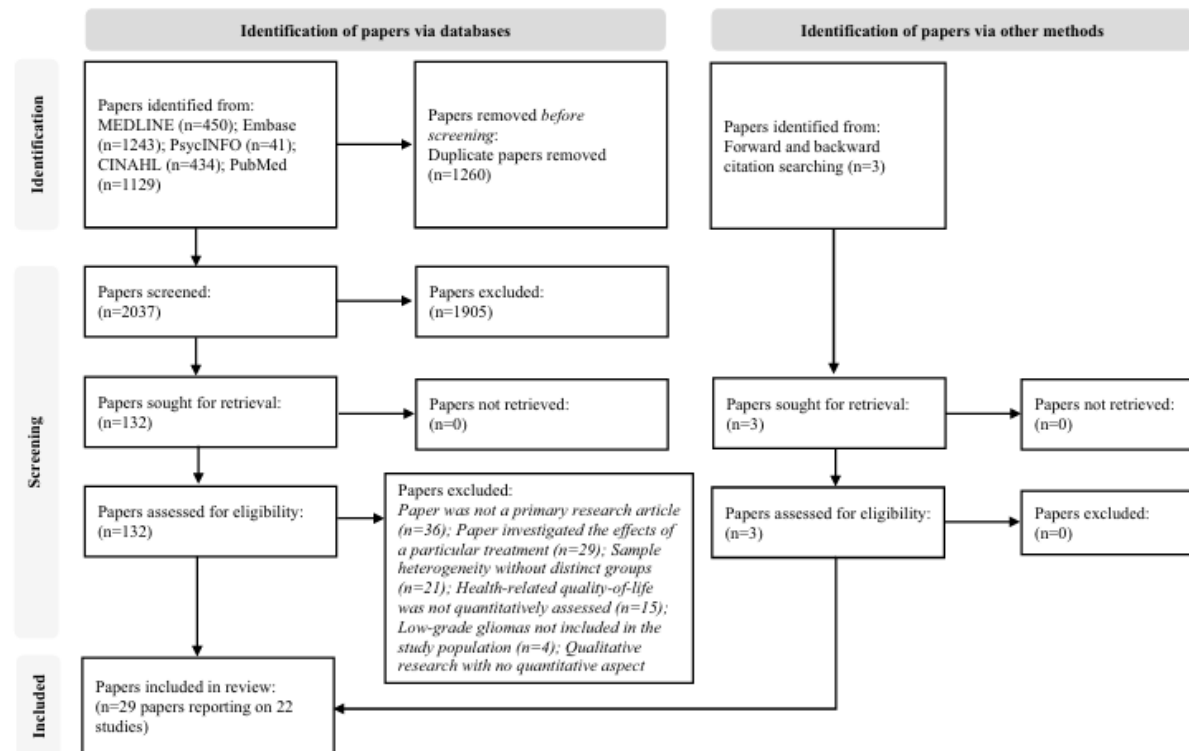 Identification of papers via databases
Identification of papers via other methods
Identification
Papers identified from:
MEDLINE (n=450); Embase
(n=1243); PsycINFO (n=41);
CINAHL (n=434); PubMed
(n=1129)
Papers removed before
screening:
Duplicate papers removed
(n=1260)
Papers identified from:
Forward and backward
citation searching (n=3)
Screening
Papers screened:
(n=2037)
Papers excluded:
(n=1905)
Papers sought for retrieval:
(n=132)
Papers not retrieved:
(n=0)
Papers sought for retrieval:
(n=3)
Papers not retrieved:
(n=0)
Papers assessed for eligibility:
(n=132)
Papers excluded:
Paper was not a primary research article
(n=36); Paper investigated the effects of
a particular treatment (n=29); Sample
heterogeneity without distinct groups
(n=21); Health-related quality-of-life
was not quantitatively assessed (n=15);
Low-grade gliomas not included in the
study population (n=4); Qualitative
research with no quantitative aspect
Papers assessed for eligibility:
(n=3)
Papers excluded:
(n=0)
Included
Papers included in review:
(n=29 papers reporting on 22
studies)